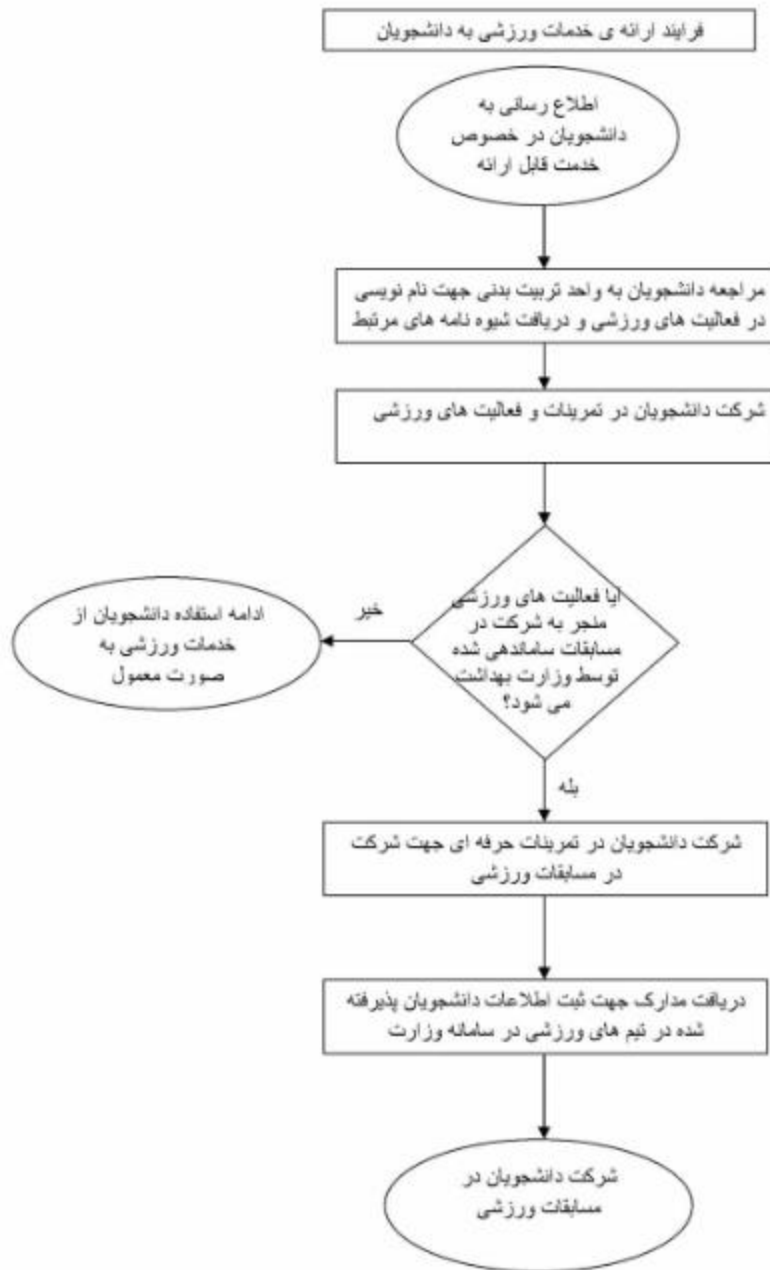 فرایند ارائه ی خدمات ورزشی به دانشجویان
اطلاع رسانی به
دانشجویان در خصوص
خدمت قابل ارائه
مراجعه دانشجویان به واحد تربیت بدنی جهت نام نویسی
در فعالیت های ورزشی و دریافت شیوه نامه های مرتبط
شرکت دانشجویان در تمرینات و فعالیت های ورزشی
آیا فعالیت های ورزشی
منجر به شرکت در
مسابقات ساماندهی شده
توسط وزارت بهداشت
می شود؟
خیر
ادامه استفاده دانشجویان از
خدمات ورزشی به
صورت معمول
بله
شرکت دانشجویان در تمرینات حرفه ای جهت شرکت
در مسابقات ورزشی
دریافت مدارک جهت ثبت اطلاعات دانشجویان پذیرفته
شده در تیم های ورزشی در سامانه وزارت
شرکت دانشجویان در
مسابقات ورزشی